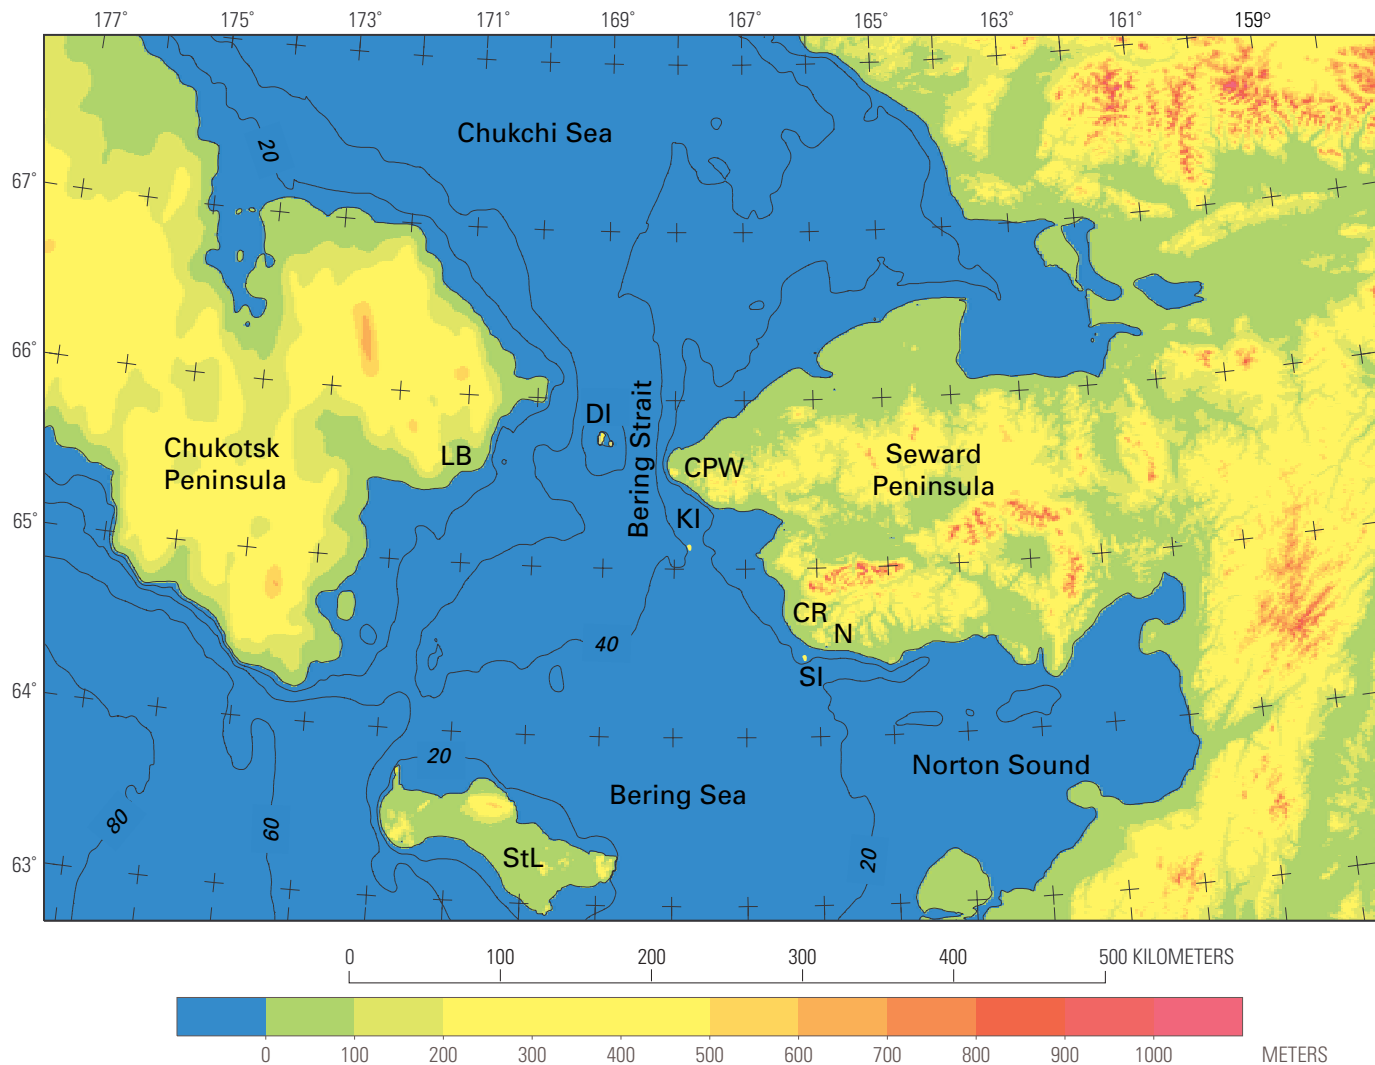 177° 175° 173° 171° 169° 167° 165° 163° 161° 159°
Chukchi Sea
20
67°
66°
DI
Bering Strait
Chukotsk
Peninsula
LB
CPW
Seward
Peninsula
KI
65°
CR
N
40
SI
64°
20
Norton Sound
Bering Sea
80
60
StL
20
63°
0 100 200 300 400 500 KILOMETERS
0 100 200 300 400 500 600 700 800 900 1000 METERS